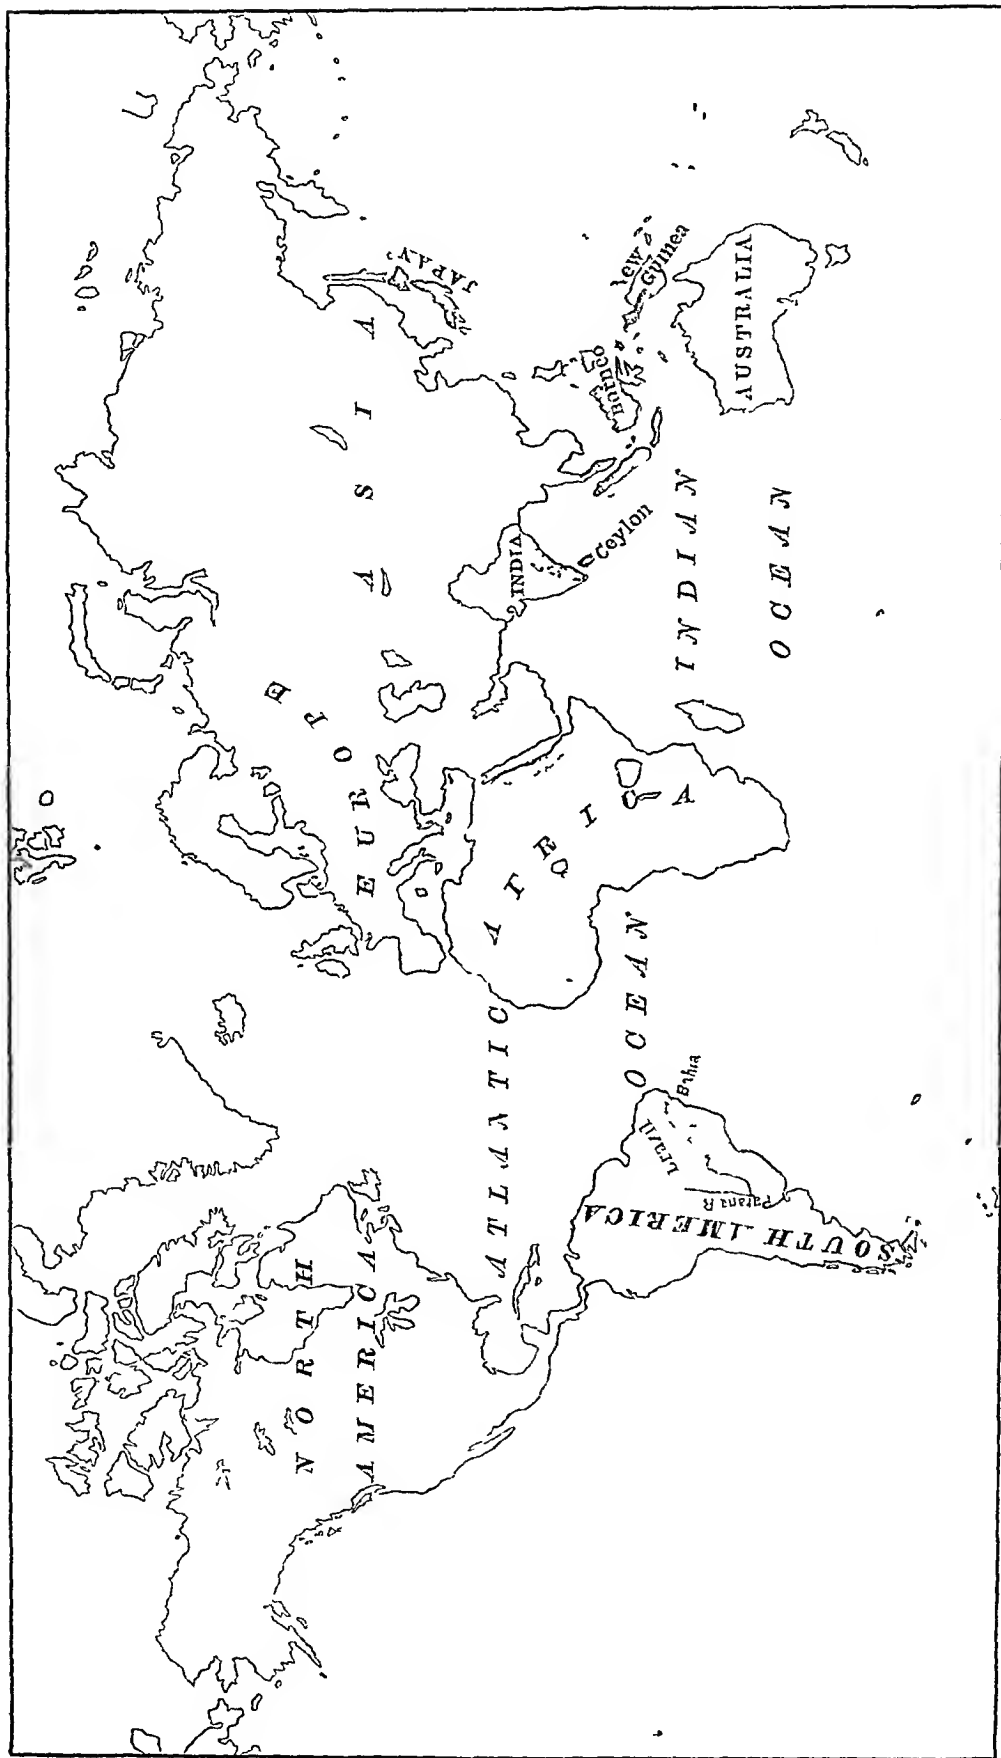 NORTH
AMERICA
ATLANTIC
OCEAN
SOUTH AMERICA
Brazil
Bahia
Parana R
EUROPE
ASIA
AFRICA
INDIA
Ceylon
JAPAN
Borneo
New
Guinea
AUSTRALIA
INDIAN
OCEAN